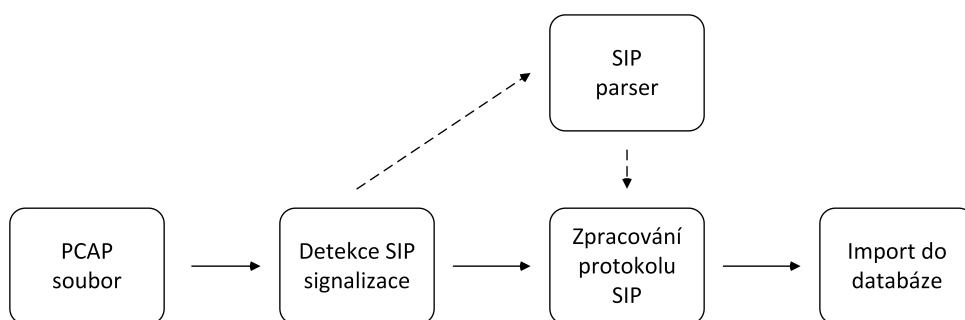 SIP
parser
PCAP
soubor
Detekce SIP
signalizace
Zpracování
protokolu
SIP
Import do
databáze